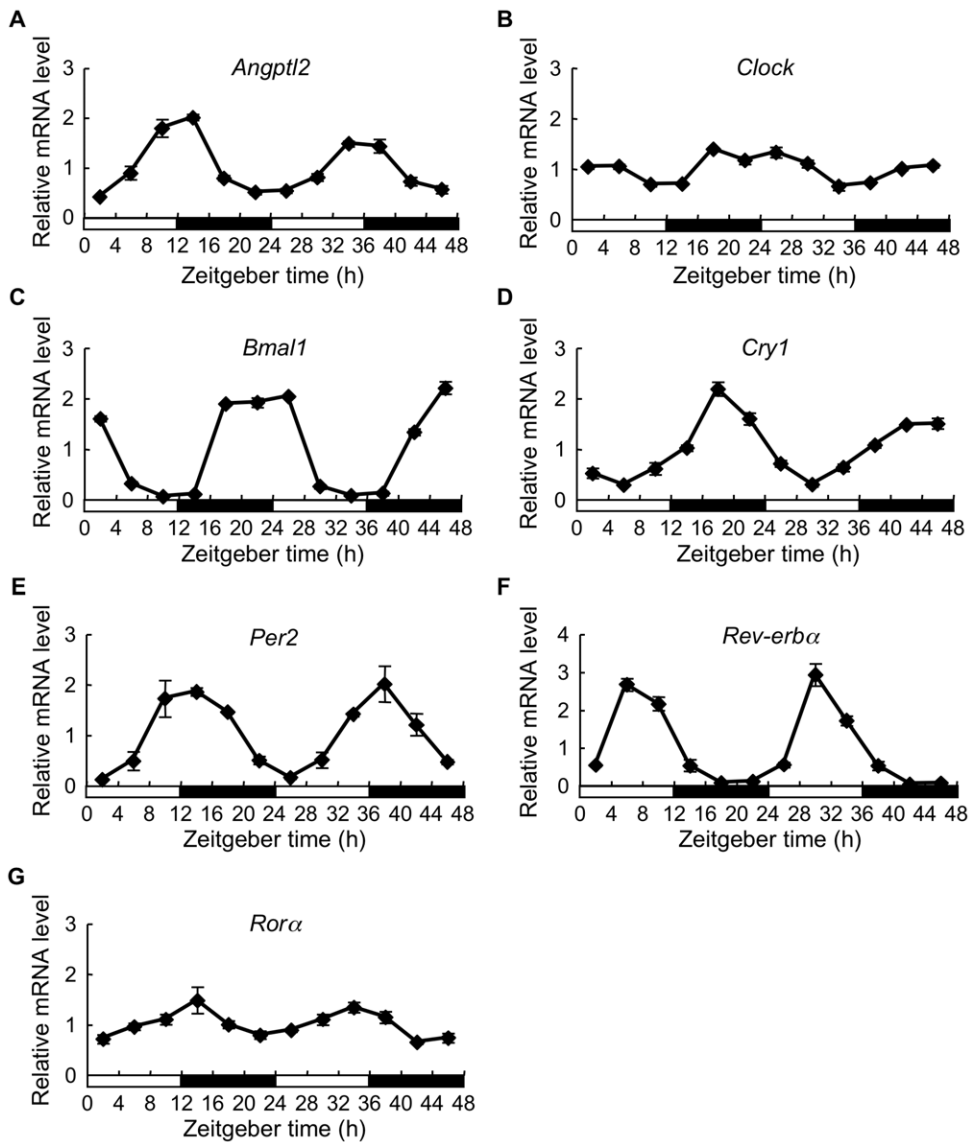 A
Angptl2
Relative mRNA level
3
2
1
0
0 4 8 12 16 20 24 28 32 36 40 44 48
Zeitgeber time (h)
B
Clock
Relative mRNA level
3
2
1
0
0 4 8 12 16 20 24 28 32 36 40 44 48
Zeitgeber time (h)
C
Bmal1
Relative mRNA level
3
2
1
0
0 4 8 12 16 20 24 28 32 36 40 44 48
Zeitgeber time (h)
D
Cry1
Relative mRNA level
3
2
1
0
0 4 8 12 16 20 24 28 32 36 40 44 48
Zeitgeber time (h)
E
Per2
Relative mRNA level
3
2
1
0
0 4 8 12 16 20 24 28 32 36 40 44 48
Zeitgeber time (h)
F
Rev-erbα
Relative mRNA level
4
3
2
1
0
0 4 8 12 16 20 24 28 32 36 40 44 48
Zeitgeber time (h)
G
Rorα
Relative mRNA level
3
2
1
0
0 4 8 12 16 20 24 28 32 36 40 44 48
Zeitgeber time (h)